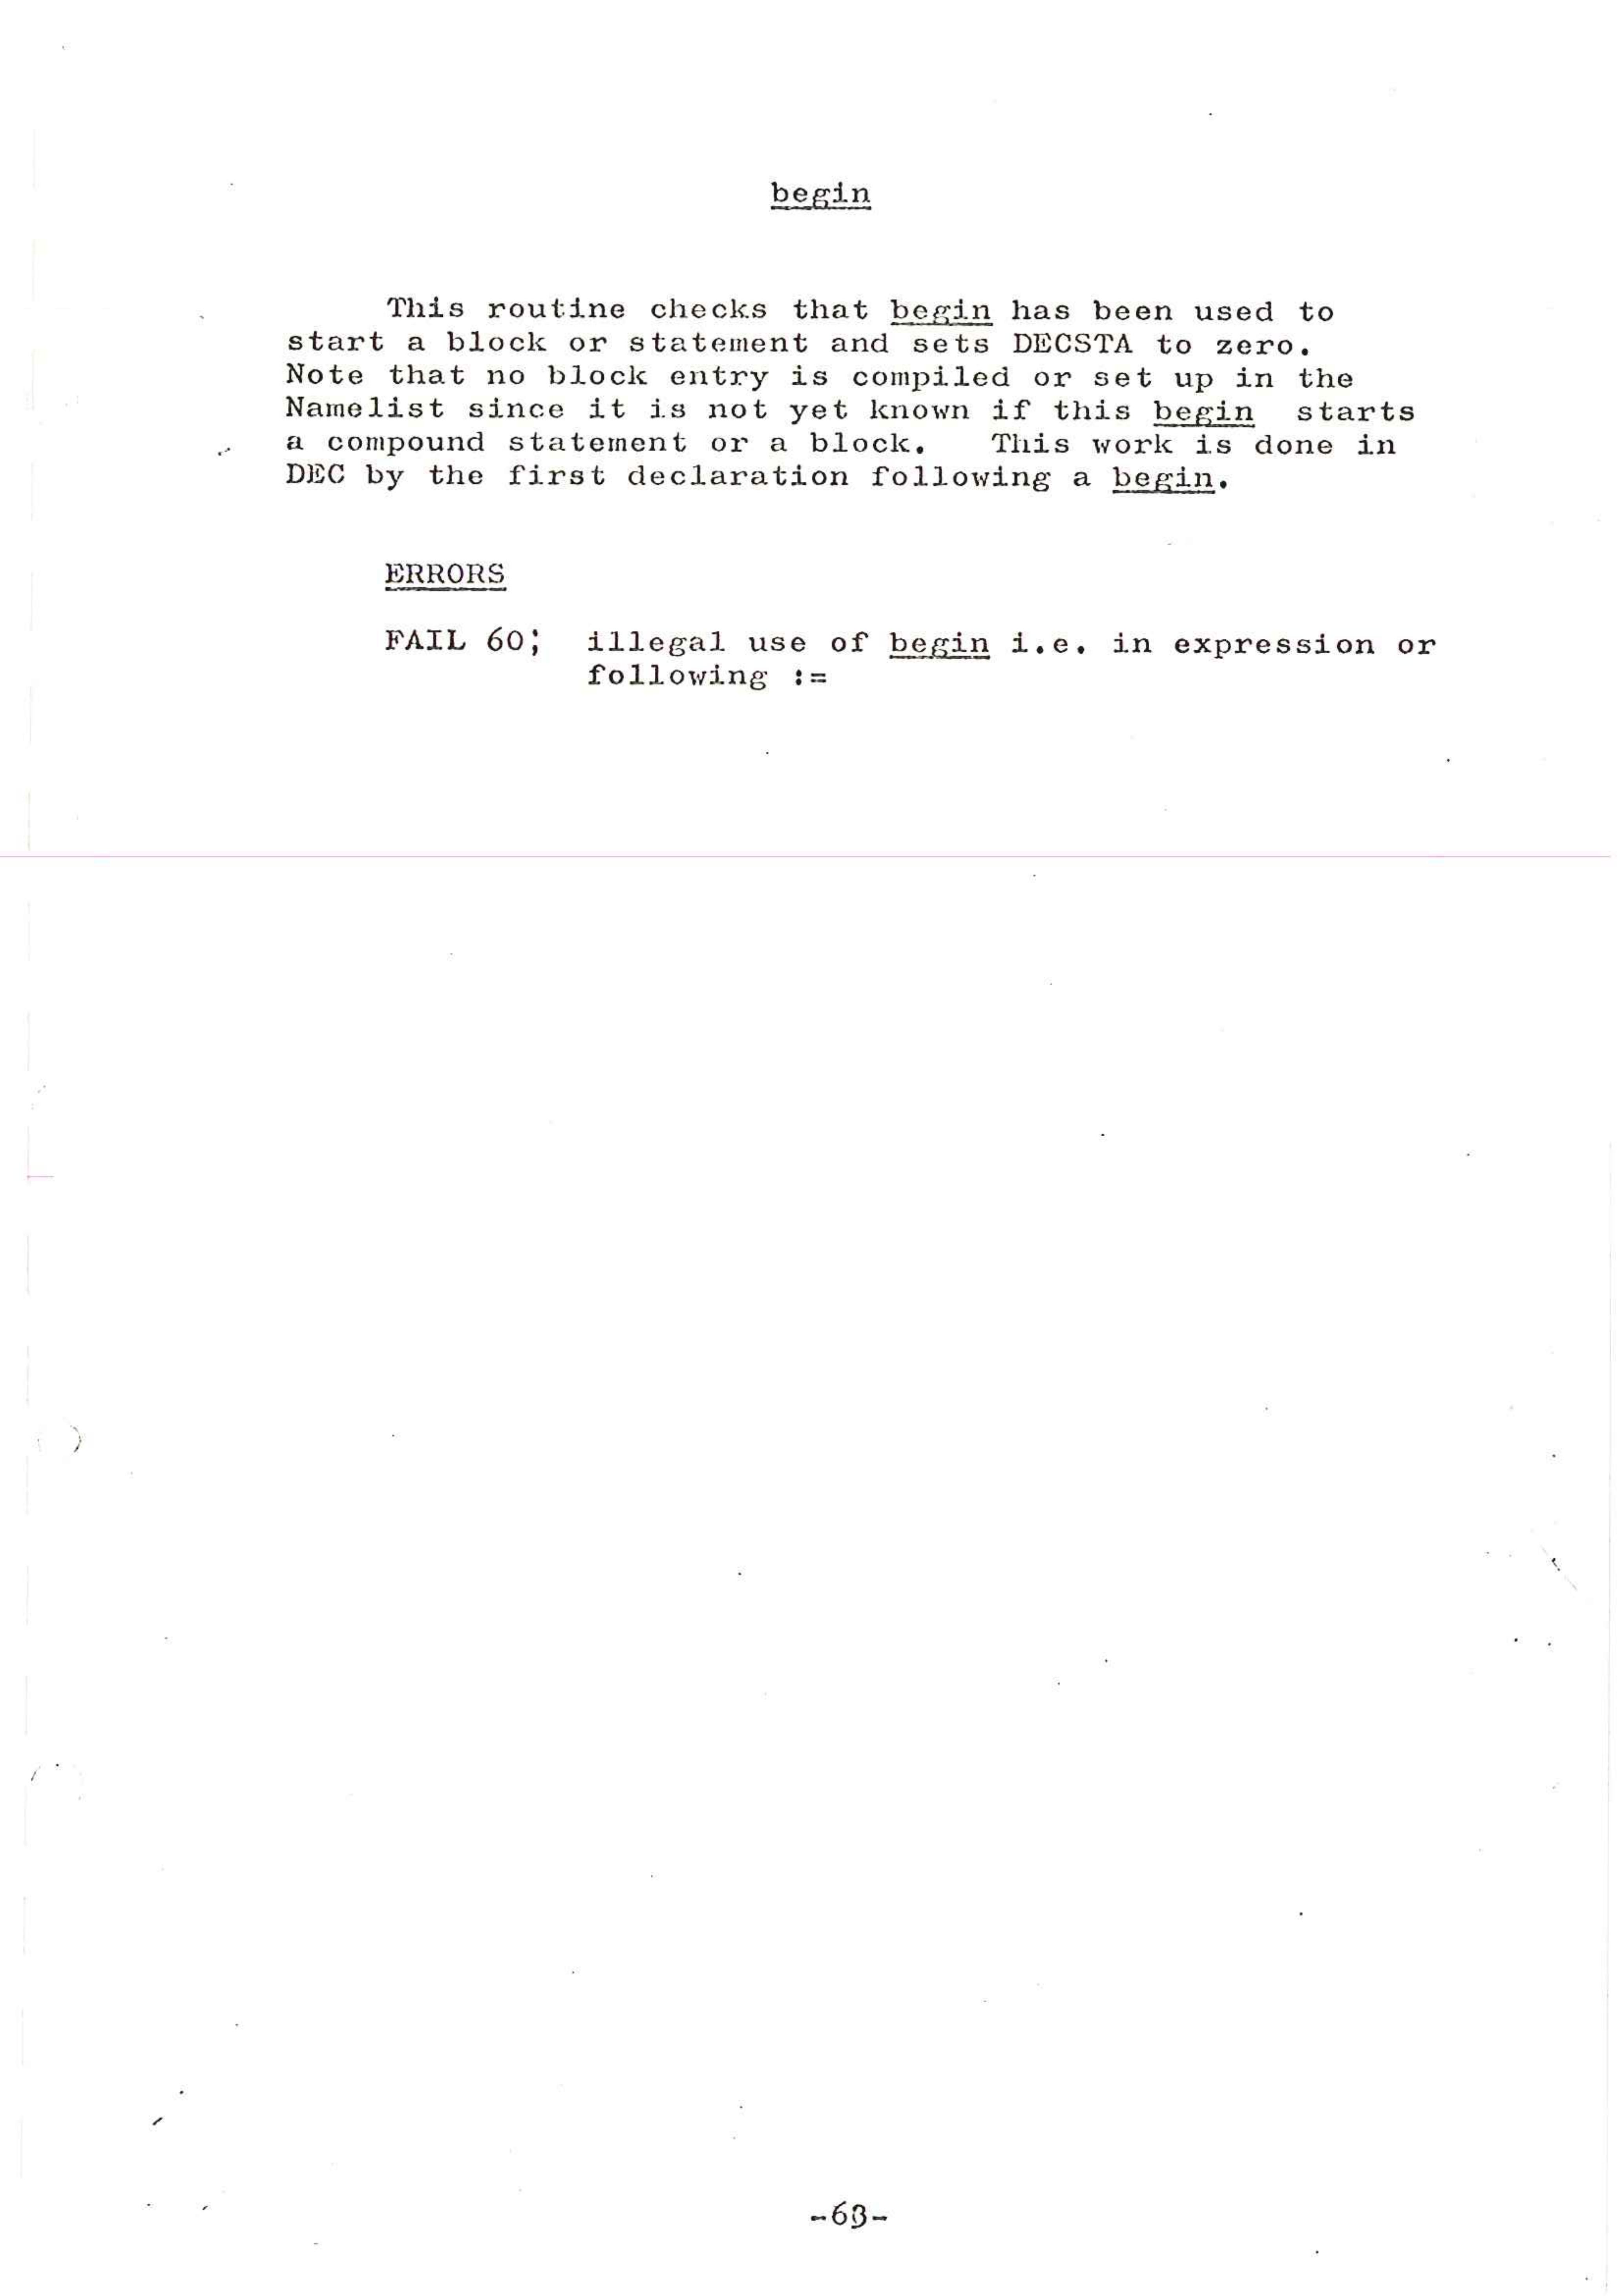 begin
This routine checks that begin has been used to
start a block or statement and sets DECSTA to zero.
Note that no block entry is compiled or set up in the
Namelist since it is not yet known if this begin starts
a compound statement or a block. This work is done in
DEC by the first declaration following a begin.
ERRORS
FAIL 60; illegal use of begin i.e. in expression or
following :=
-63-